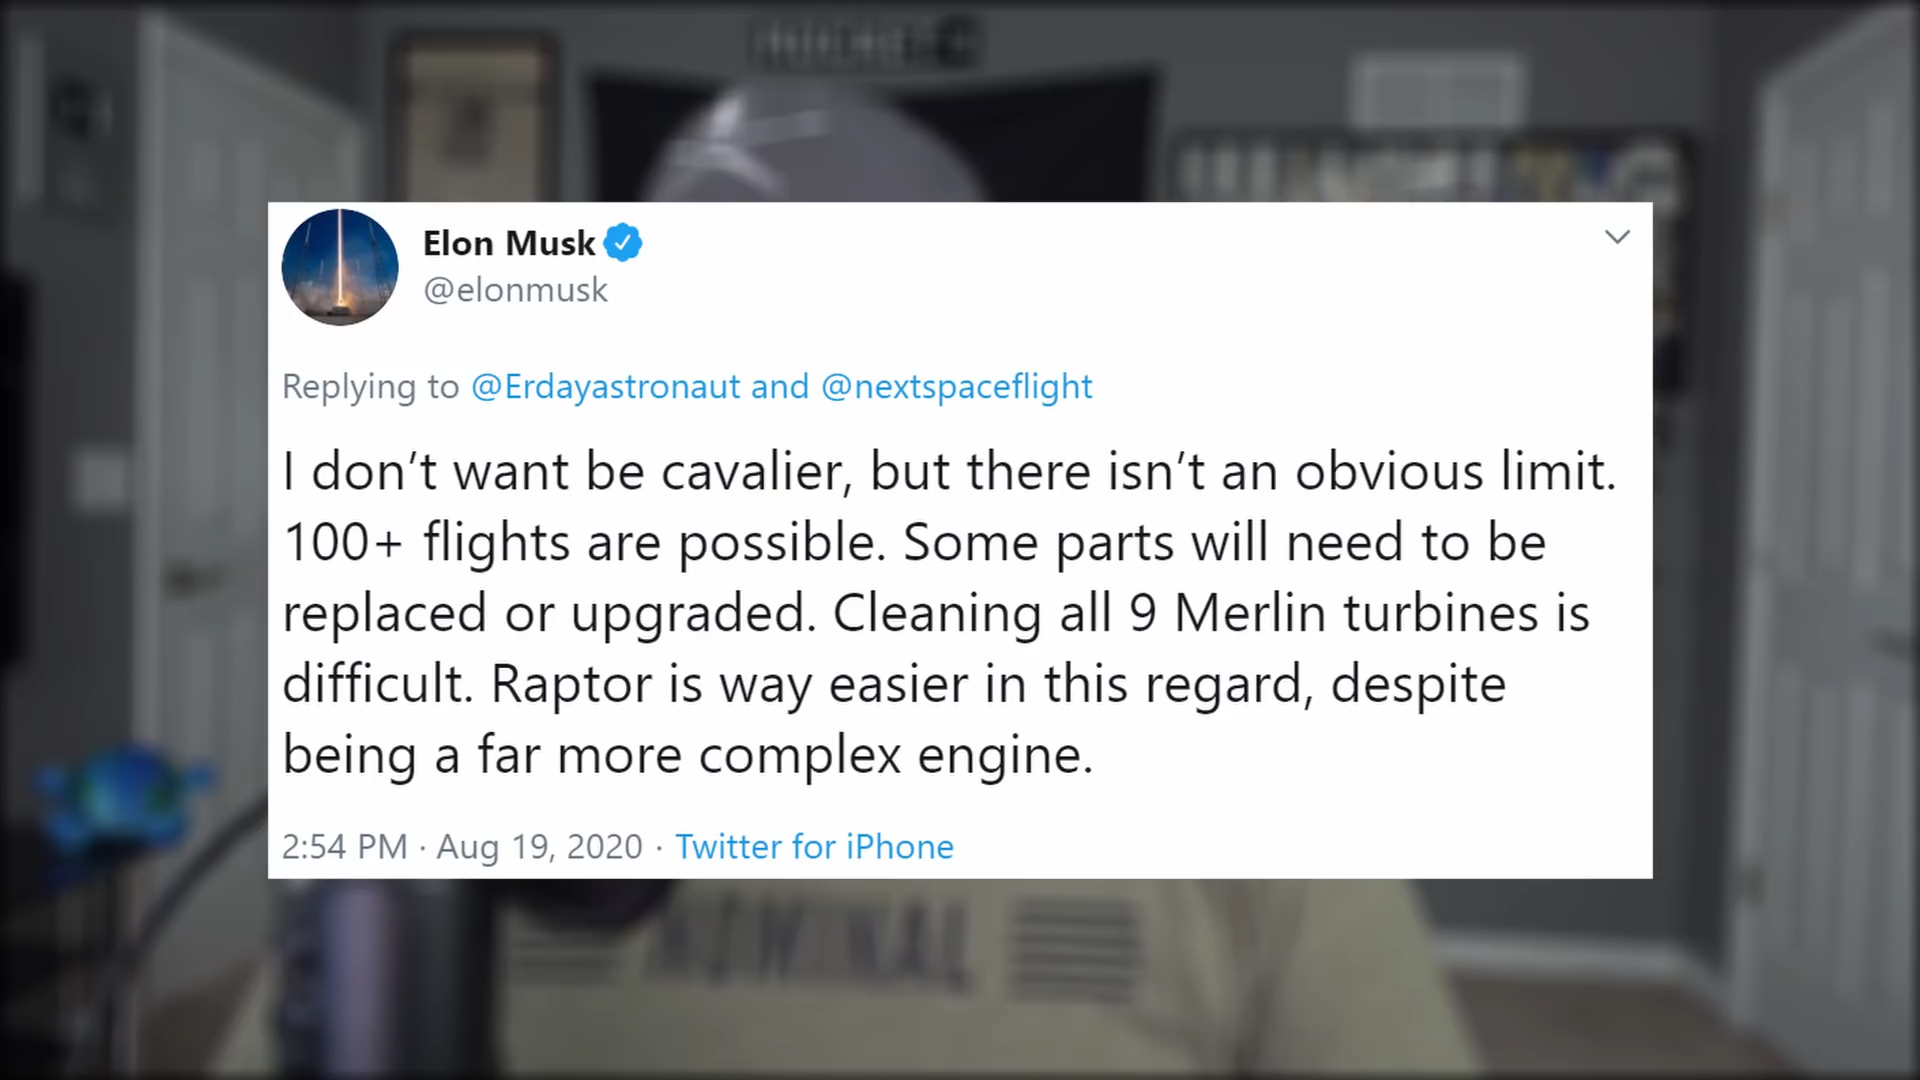 Elon Musk
@elonmusk
Replying to @Erdayastronaut and @nextspaceflight
I don’t want be cavalier, but there isn’t an obvious limit.
100+ flights are possible. Some parts will need to be
replaced or upgraded. Cleaning all 9 Merlin turbines is
difficult. Raptor is way easier in this regard, despite
being a far more complex engine.
2:54 PM · Aug 19, 2020 · Twitter for iPhone
NOMINAL